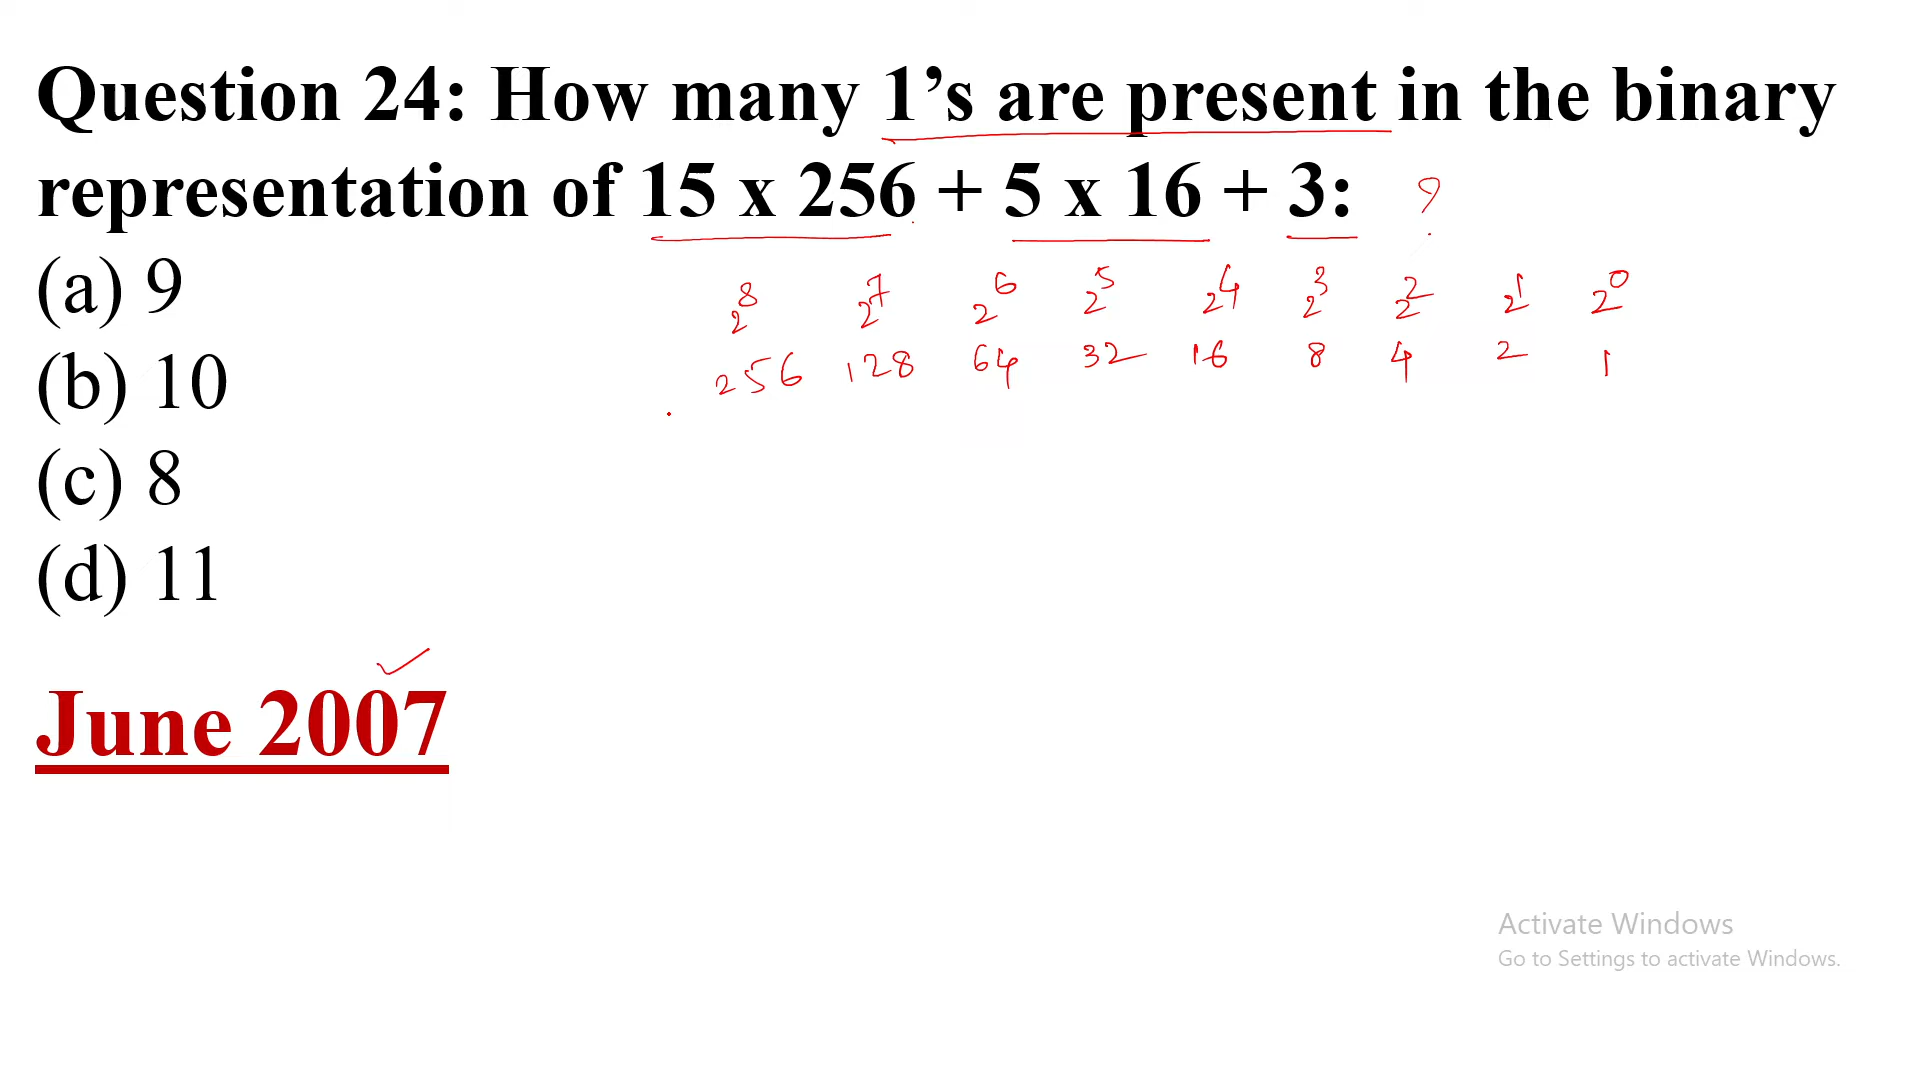 Question 24: How many 1’s are present in the binary
representation of 15 x 256 + 5 x 16 + 3: ?
(a) 9
2^8 2^7 2^6 2^5 2^4 2^3 2^2 2^1 2^0
256 128 64 32 16 8 4 2 1
(b) 10
(c) 8
(d) 11
June 2007
Activate Windows
Go to Settings to activate Windows.